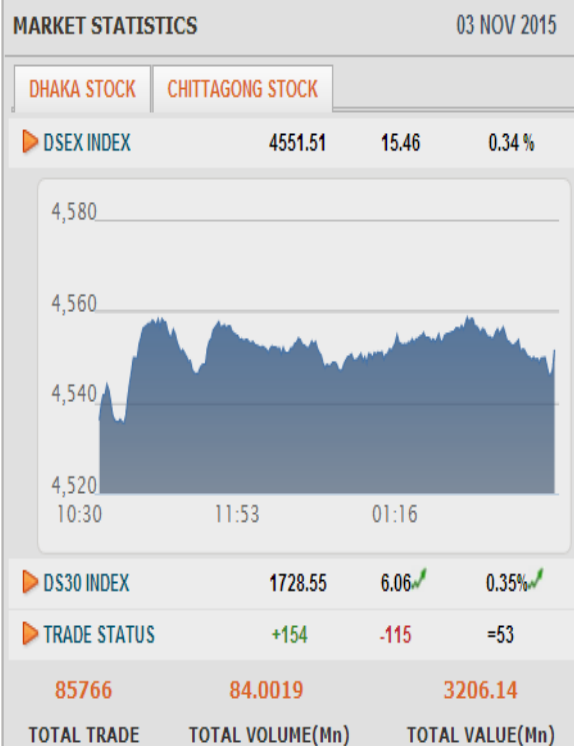 MARKET STATISTICS 03 NOV 2015
DHAKA STOCK CHITTAGONG STOCK
DSEX INDEX 4551.51 15.46 0.34 %
4,580
4,560
4,540
4,520
10:30 11:53 01:16
DS30 INDEX 1728.55 6.06 0.35%
TRADE STATUS +154 -115 =53
85766 84.0019 3206.14
TOTAL TRADE TOTAL VOLUME(Mn) TOTAL VALUE(Mn)